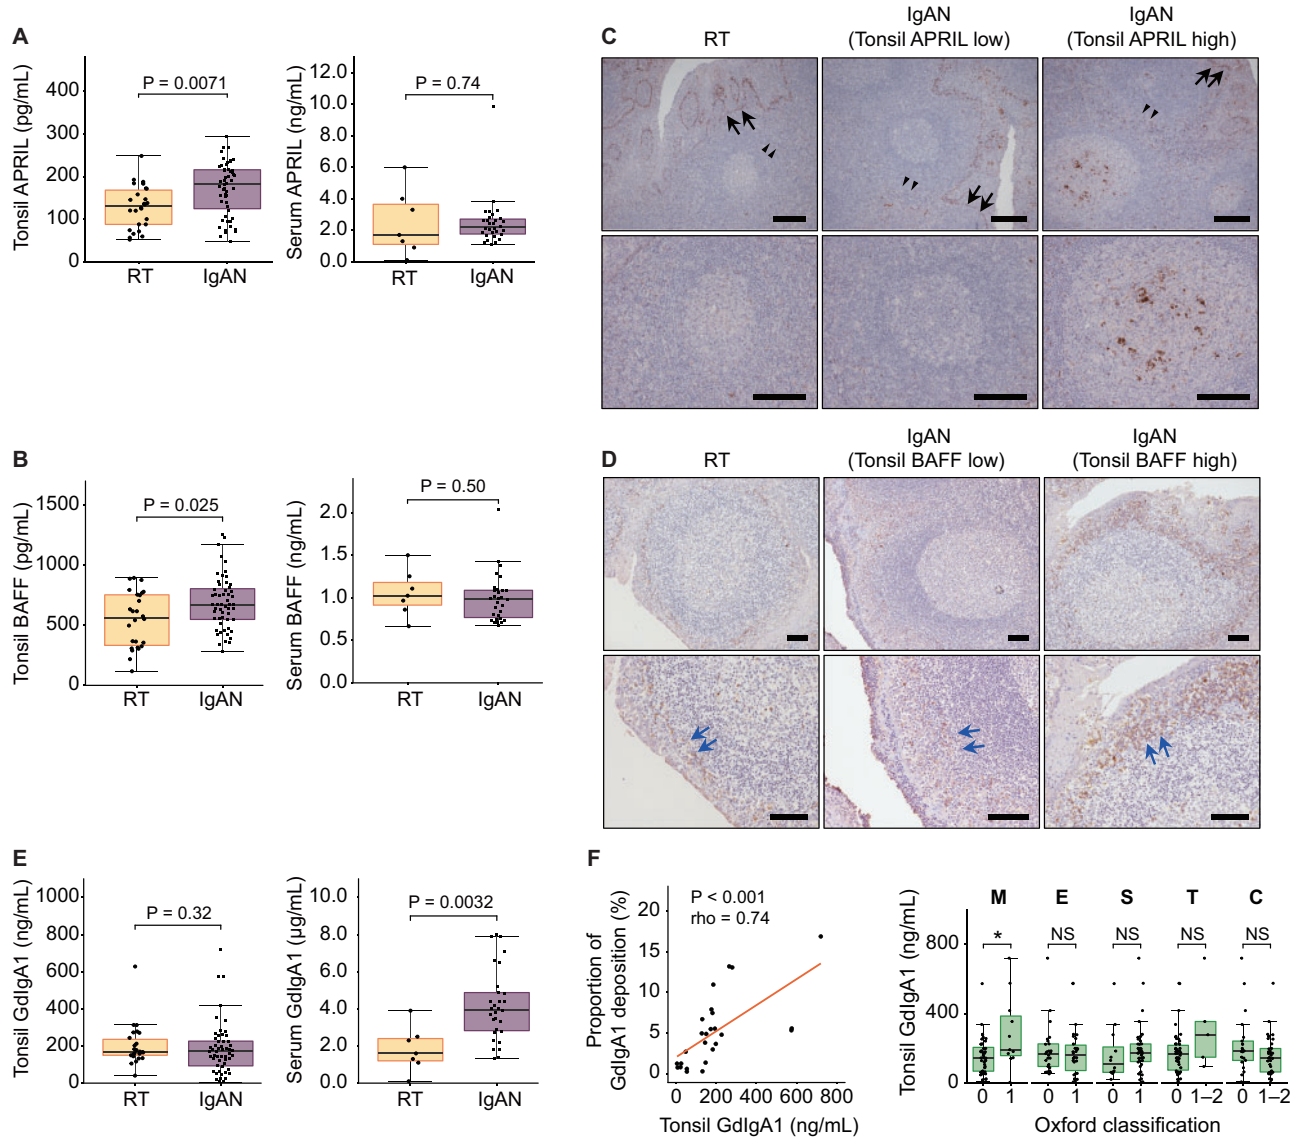 A
Tonsil APRIL (pg/mL)
400
300
200
100
0
P = 0.0071
RT
IgAN
Serum APRIL (ng/mL)
12.0
10.0
8.0
6.0
4.0
2.0
0.0
P = 0.74
RT
IgAN
C
RT
IgAN
(Tonsil APRIL low)
IgAN
(Tonsil APRIL high)
B
Tonsil BAFF (pg/mL)
1500
1000
500
0
P = 0.025
RT
IgAN
Serum BAFF (ng/mL)
2.0
1.5
1.0
0.5
0.0
P = 0.50
RT
IgAN
D
RT
IgAN
(Tonsil BAFF low)
IgAN
(Tonsil BAFF high)
E
Tonsil GdIgA1 (ng/mL)
1000
800
600
400
200
0
P = 0.32
RT
IgAN
Serum GdIgA1 (µg/mL)
10.0
8.0
6.0
4.0
2.0
0.0
P = 0.0032
RT
IgAN
F
Proportion of
GdIgA1 deposition (%)
20
15
10
5
0
P < 0.001
rho = 0.74
0 200 400 600 800
Tonsil GdIgA1 (ng/mL)
Tonsil GdIgA1 (ng/mL)
800
400
0
M E S T C
* NS NS NS NS
0 1 0 1 0 1 0 1–2 0 1–2
Oxford classification